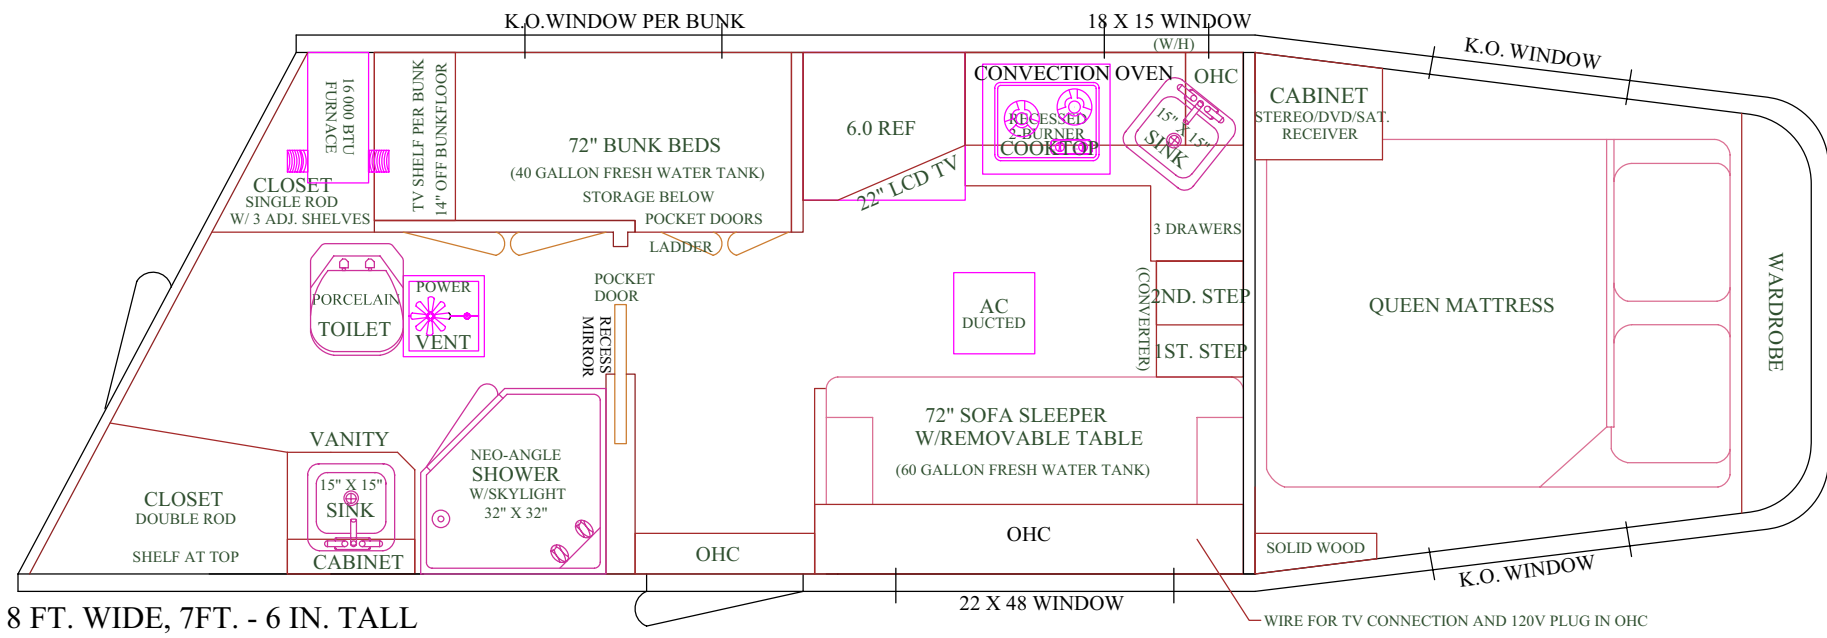 K.O.WINDOW PER BUNK
18 X 15 WINDOW
K.O. WINDOW
(W/H)
16 000 BTU
FURNACE
TV SHELF PER BUNK
14" OFF BUNKFLOOR
72" BUNK BEDS
(40 GALLON FRESH WATER TANK)
STORAGE BELOW
POCKET DOORS
LADDER
6.0 REF
22" LCD TV
CONVECTION OVEN
RECESSED
2-BURNER
COOKTOP
OHC
15" X 15"
SINK
CABINET
STEREO/DVD/SAT.
RECEIVER
CLOSET
SINGLE ROD
W/ 3 ADJ. SHELVES
3 DRAWERS
PORCELAIN
TOILET
POWER
VENT
POCKET
DOOR
RECESS
MIRROR
AC
DUCTED
(CONVERTER)
2ND. STEP
1ST. STEP
QUEEN MATTRESS
WARDROBE
VANITY
15" X 15"
SINK
CABINET
NEO-ANGLE
SHOWER
W/SKYLIGHT
32" X 32"
72" SOFA SLEEPER
W/REMOVABLE TABLE
(60 GALLON FRESH WATER TANK)
CLOSET
DOUBLE ROD
SHELF AT TOP
OHC
OHC
SOLID WOOD
K.O. WINDOW
22 X 48 WINDOW
8 FT. WIDE, 7FT. - 6 IN. TALL
WIRE FOR TV CONNECTION AND 120V PLUG IN OHC